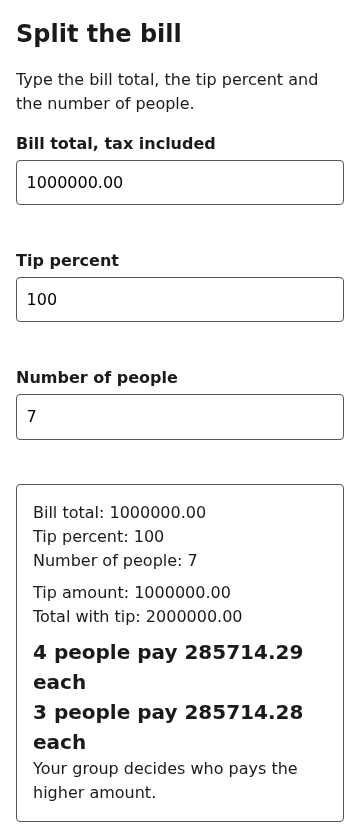 Split the bill
Type the bill total, the tip percent and
the number of people.
Bill total, tax included
1000000.00
Tip percent
100
Number of people
7
Bill total: 1000000.00
Tip percent: 100
Number of people: 7
Tip amount: 1000000.00
Total with tip: 2000000.00
4 people pay 285714.29
each
3 people pay 285714.28
each
Your group decides who pays the
higher amount.